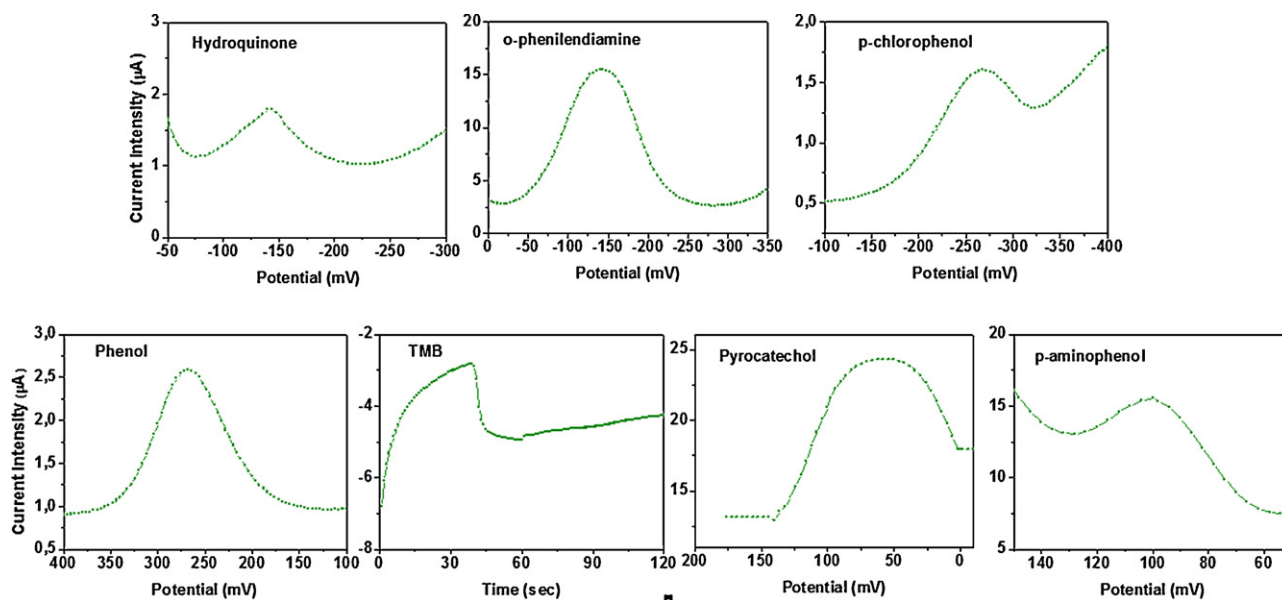 Hydroquinone
Current Intensity (µA)
3
2
1
0
-50 -100 -150 -200 -250 -300
Potential (mV)
o-phenilendiamine
20
15
10
5
0
0 -50 -100 -150 -200 -250 -300 -350
Potential (mV)
p-chlorophenol
2,0
1,5
1,0
0,5
-100 -150 -200 -250 -300 -350 -400
Potential (mV)
Phenol
Current Intensity (µA)
3,0
2,5
2,0
1,5
1,0
0,5
400 350 300 250 200 150 100
Potential (mV)
TMB
-2
-4
-6
-8
0 30 60 90 120
Time (sec)
Pyrocatechol
25
22
19
16
13
200 150 100 50 0
Potential (mV)
p-aminophenol
20
15
10
5
140 120 100 80 60
Potential (mV)